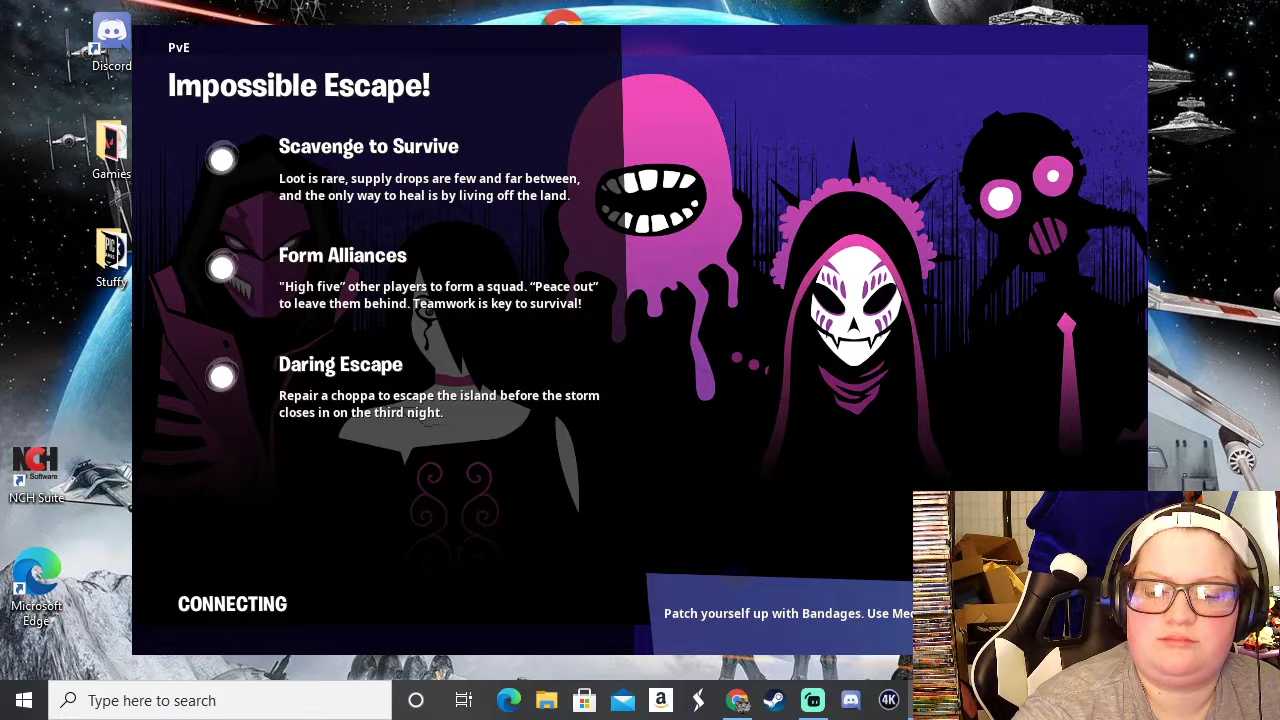 Discord
PvE
Impossible Escape!
Scavenge to Survive
Loot is rare, supply drops are few and far between,
and the only way to heal is by living off the land.
Gamies
Form Alliances
Stuffy
"High five” other players to form a squad. “Peace out”
to leave them behind. Teamwork is key to survival!
Daring Escape
Repair a choppa to escape the island before the storm
closes in on the third night.
NCH
Software
NCH Suite
Microsoft
Edge
CONNECTING
Patch yourself up with Bandages. Use Me
Type here to search
a
4K